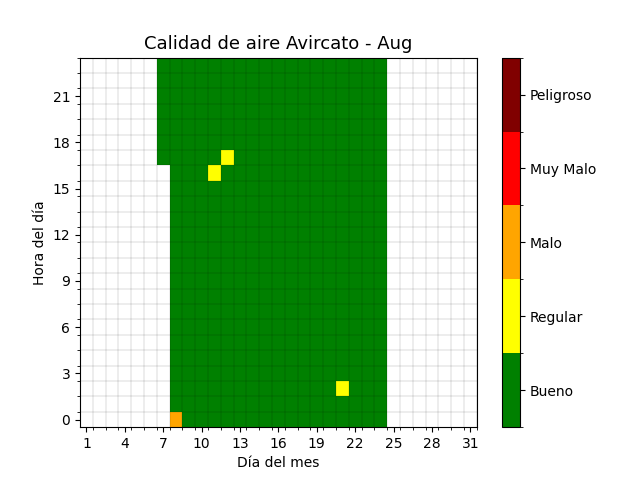 Calidad de aire Avircato - Aug
21
18
15
12
9
6
3
0
Hora del día
1 4 7 10 13 16 19 22 25 28 31
Día del mes
Peligroso
Muy Malo
Malo
Regular
Bueno